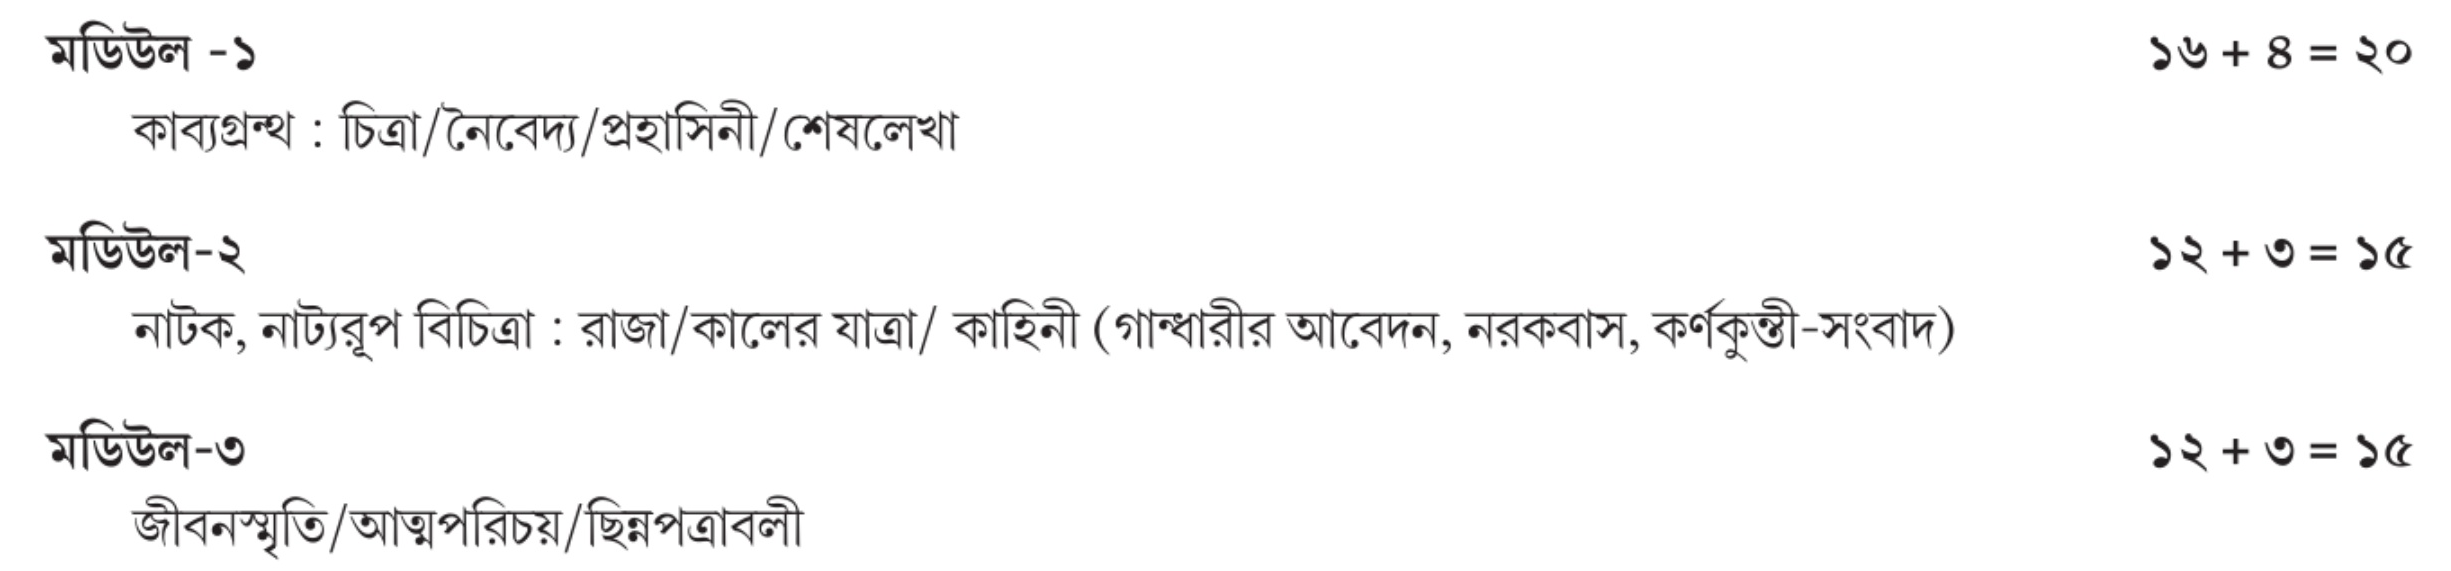 মডিউল -১ ১৬ + ৪ = ২০
কাব্যগ্রন্থ : চিত্রা/নৈবেদ্য/প্রহাসিনী/শেষলেখা
মডিউল-২ ১২ + ৩ = ১৫
নাটক, নাট্যরূপ বিচিত্রা : রাজা/কালের যাত্রা/ কাহিনী (গান্ধারীর আবেদন, নরকবাস, কর্ণকুন্তী-সংবাদ)
মডিউল-৩ ১২ + ৩ = ১৫
জীবনস্মৃতি/আত্মপরিচয়/ছিন্নপত্রাবলী